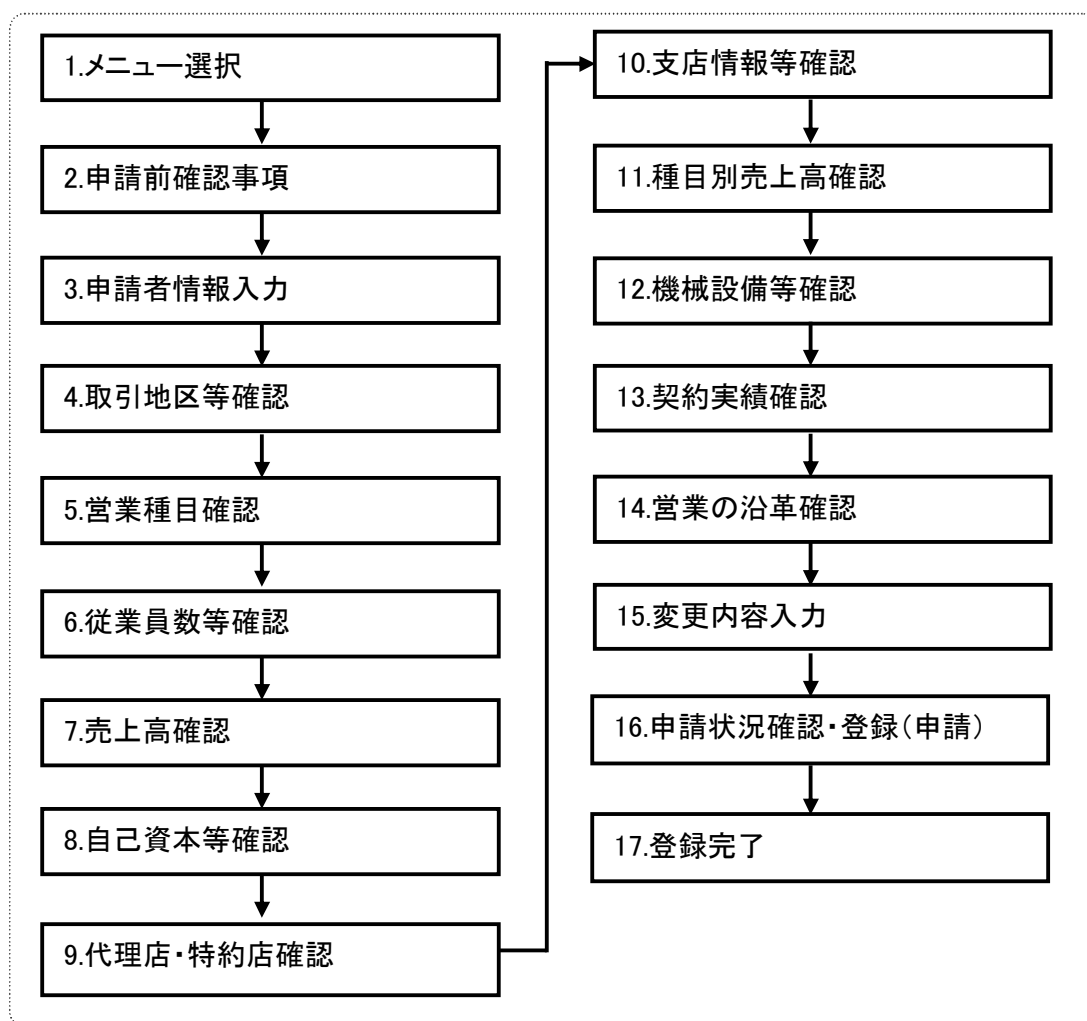 1.メニュー選択
2.申請前確認事項
3.申請者情報入力
4.取引地区等確認
5.営業種目確認
6.従業員数等確認
7.売上高確認
8.自己資本等確認
9.代理店・特約店確認
10.支店情報等確認
11.種目別売上高確認
12.機械設備等確認
13.契約実績確認
14.営業の沿革確認
15.変更内容入力
16.申請状況確認・登録(申請)
17.登録完了